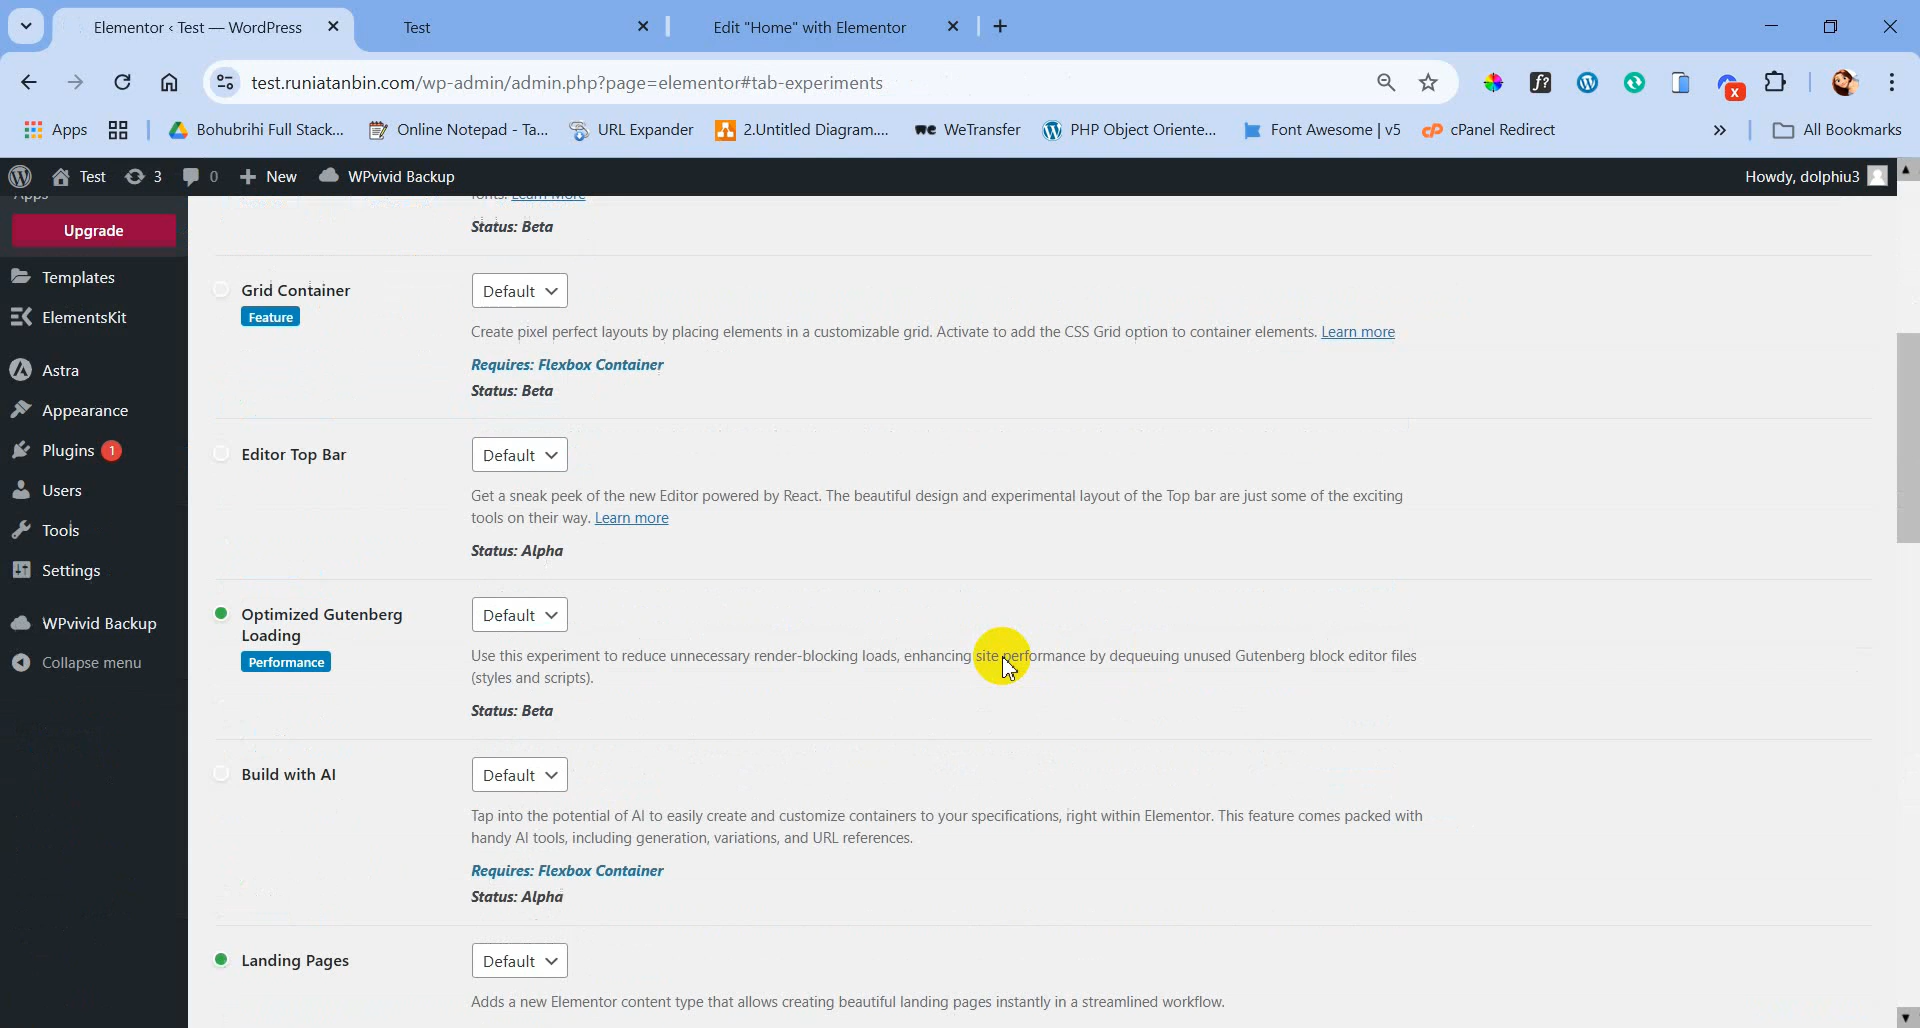 Elementor ‹ Test — WordPress
Test
Edit "Home" with Elementor
test.runiatanbin.com/wp-admin/admin.php?page=elementor#tab-experiments
x
Apps
Bohubrihi Full Stack...
Online Notepad - Ta...
URL Expander
2.Untitled Diagram....
WeTransfer
PHP Object Oriente...
Font Awesome | v5
cPanel Redirect
All Bookmarks
Test
3
0
New
WPvivid Backup
Howdy, dolphiu3
Apps
Upgrade
Templates
ElementsKit
Astra
Appearance
Plugins 1
Users
Tools
Settings
WPvivid Backup
Collapse menu
fonts. Learn More
Status: Beta
Grid Container
Feature
Default
Create pixel perfect layouts by placing elements in a customizable grid. Activate to add the CSS Grid option to container elements. Learn more
Requires: Flexbox Container
Status: Beta
Editor Top Bar
Default
Get a sneak peek of the new Editor powered by React. The beautiful design and experimental layout of the Top bar are just some of the exciting
tools on their way. Learn more
Status: Alpha
Optimized Gutenberg
Loading
Performance
Default
Use this experiment to reduce unnecessary render-blocking loads, enhancing site performance by dequeuing unused Gutenberg block editor files
(styles and scripts).
Status: Beta
Build with AI
Default
Tap into the potential of AI to easily create and customize containers to your specifications, right within Elementor. This feature comes packed with
handy AI tools, including generation, variations, and URL references.
Requires: Flexbox Container
Status: Alpha
Landing Pages
Default
Adds a new Elementor content type that allows creating beautiful landing pages instantly in a streamlined workflow.